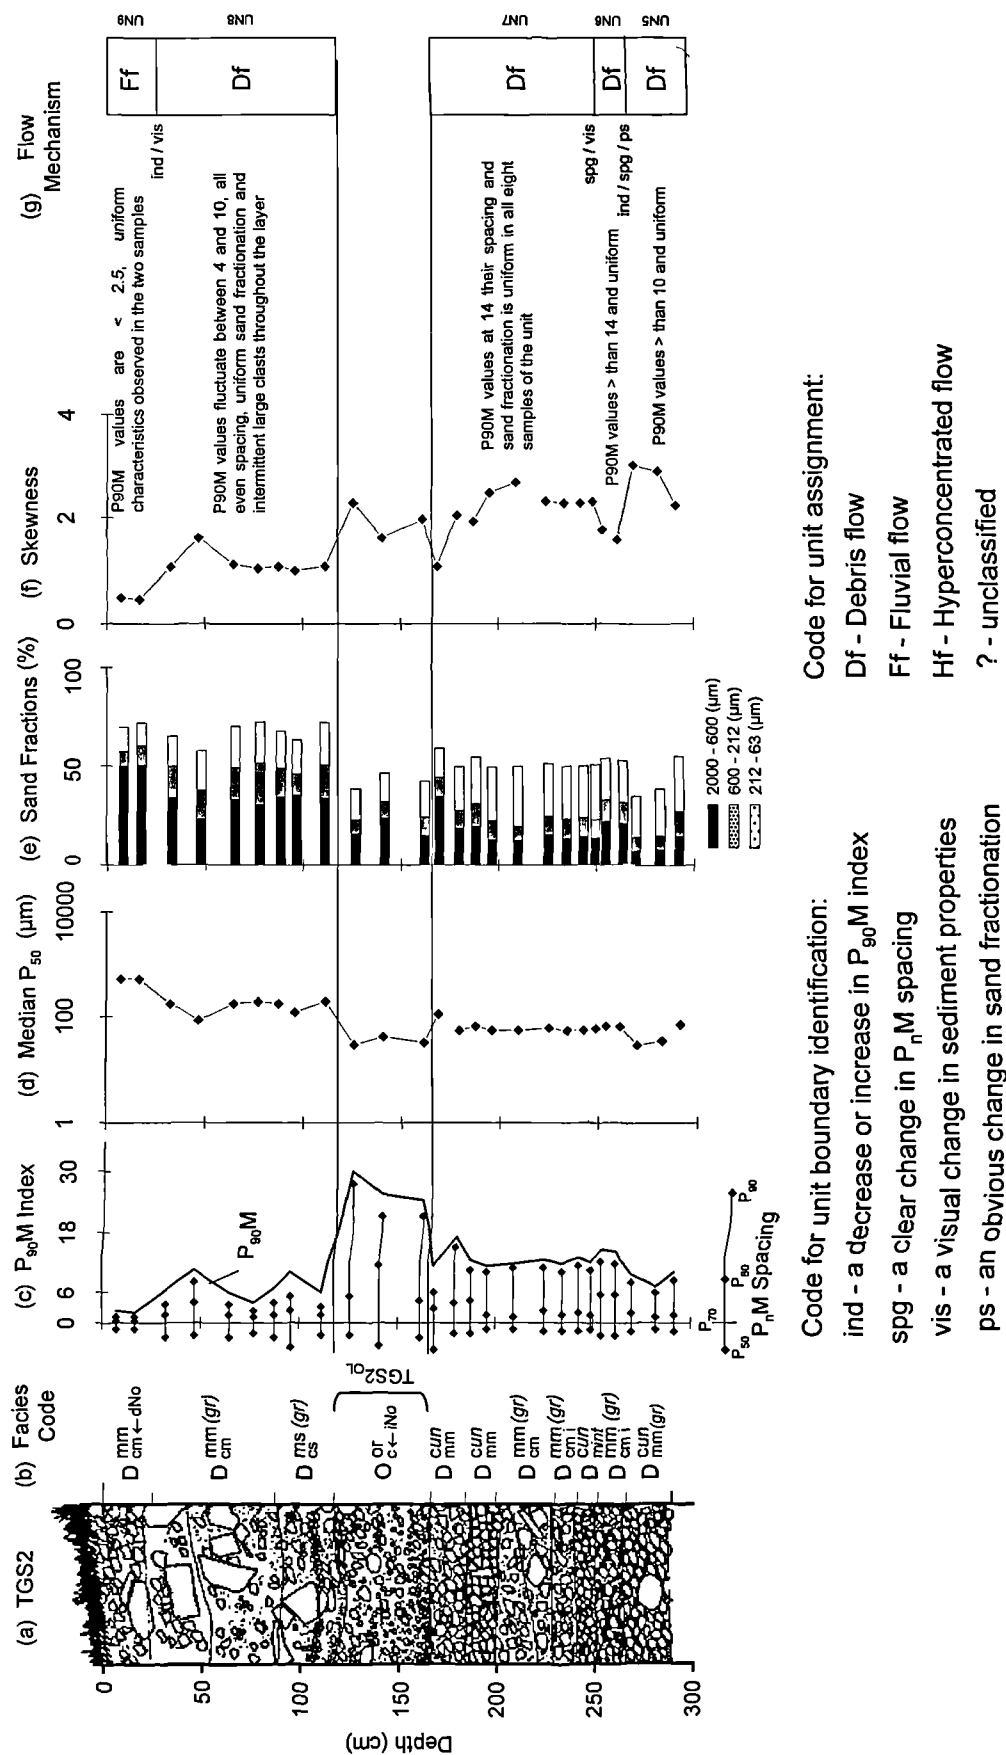 (a) TGS2
(b) Facies
Code
(c) P90M Index
(d) Median P50 (µm)
(e) Sand Fractions (%)
(f) Skewness
(g) Flow
Mechanism
Depth (cm)
0
50
100
150
200
250
300
D mm cm←dNo
D mm (gr) cm
D ms (gr) cs
O or c←iNo
D cun mm
D cun mm
D mm (gr) cm
D mm (gr) cm i
D cun mint
D mm (gr) cm i
D cun mm (gr)
TGS2OL
0
6
18
30
P90M
P50
P70
P80
P90
PnM Spacing
1
100
10000
0
50
100
2000 - 600 (µm)
600 - 212 (µm)
212 - 63 (µm)
0
2
4
P90M values are < 2.5, uniform
characteristics observed in the two samples
ind / vis
P90M values fluctuate between 4 and 10, all
even spacing, uniform sand fractionation and
intermittent large clasts throughout the layer
P90M values at 14 their spacing and
sand fractionation is uniform in all eight
samples of the unit
spg / vis
P90M values > than 14 and uniform
ind / spg / ps
P90M values > than 10 and uniform
Ff
Df
Df
Df
Df
UN9
UN8
UN7
UN6
UN5
Code for unit boundary identification:
ind - a decrease or increase in P90M index
spg - a clear change in PnM spacing
vis - a visual change in sediment properties
ps - an obvious change in sand fractionation
Code for unit assignment:
Df - Debris flow
Ff - Fluvial flow
Hf - Hyperconcentrated flow
? - unclassified